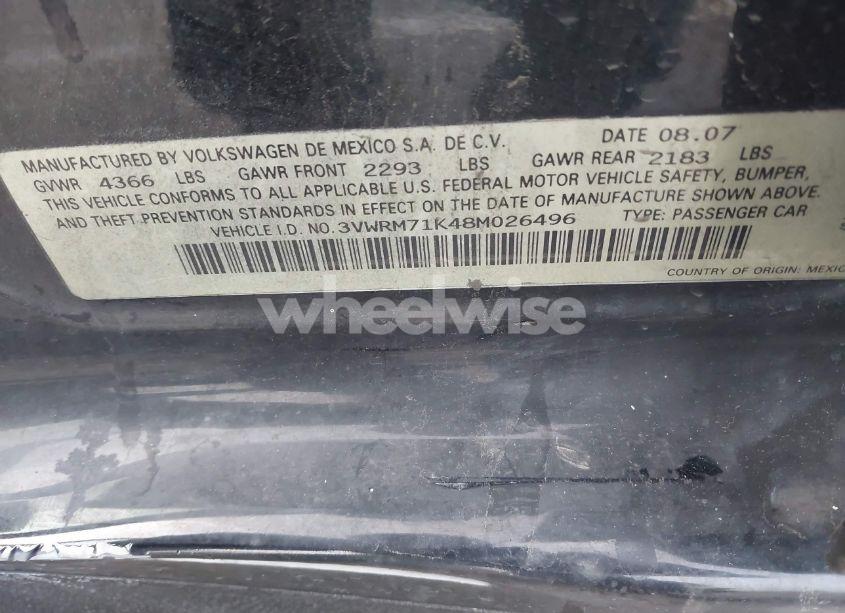 MANUFACTURED BY VOLKSWAGEN DE MEXICO S.A. DE C.V. DATE 08.07
GVWR 4366 LBS GAWR FRONT 2293 LBS GAWR REAR 2183 LBS
THIS VEHICLE CONFORMS TO ALL APPLICABLE U.S. FEDERAL MOTOR VEHICLE SAFETY, BUMPER,
AND THEFT PREVENTION STANDARDS IN EFFECT ON THE DATE OF MANUFACTURE SHOWN ABOVE.
VEHICLE I.D. NO. 3VWRM71K48M026496 TYPE: PASSENGER CAR
COUNTRY OF ORIGIN: MEXIC
wheelwise